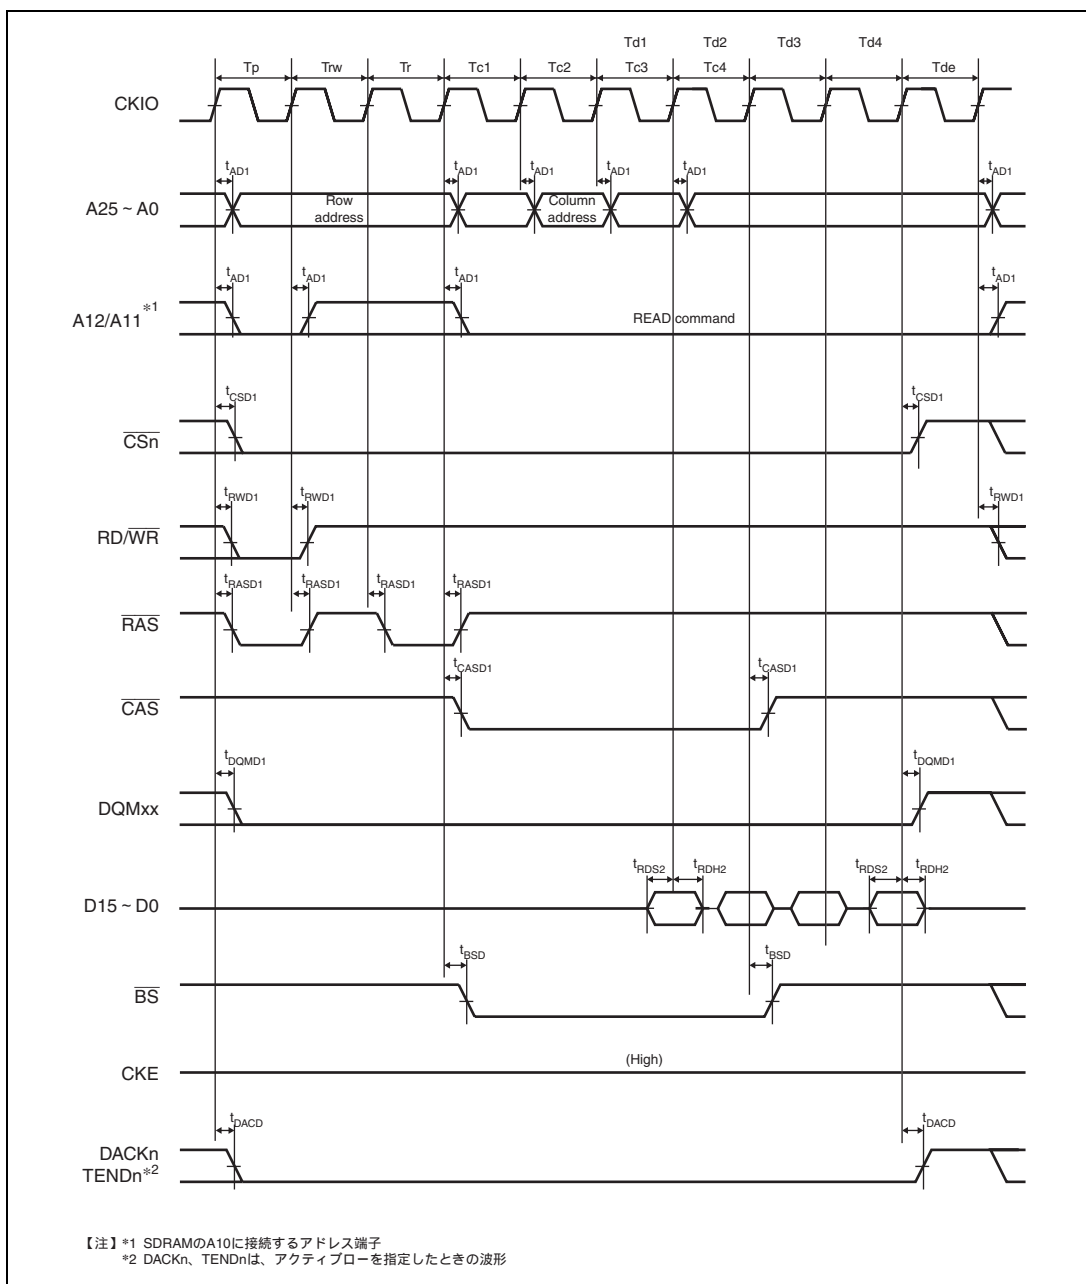 Td1 Td2 Td3 Td4
Tp Trw Tr Tc1 Tc2 Tc3 Tc4 Tde
CKIO
tAD1 tAD1 tAD1 tAD1 tAD1 tAD1
A25 ~ A0
Row address
Column address
tAD1 tAD1 tAD1 tAD1
A12/A11*1
READ command
tCSD1 tCSD1
CSn
tRWD1 tRWD1 tRWD1
RD/WR
tRASD1 tRASD1 tRASD1 tRASD1
RAS
tCASD1 tCASD1
CAS
tDQMD1 tDQMD1
DQMxx
tRDS2 tRDH2 tRDS2 tRDH2
D15 ~ D0
tBSD tBSD
BS
(High)
CKE
tDACD tDACD
DACKn
TENDn*2
【注】*1 SDRAMのA10に接続するアドレス端子
*2 DACKn、TENDnは、アクティブローを指定したときの波形